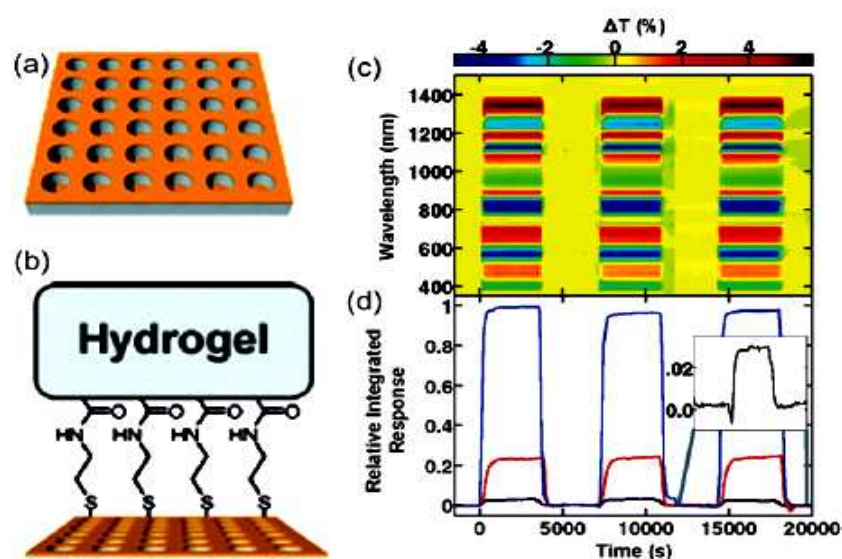 (a)
(b)
Hydrogel
O O O O
HN HN HN HN
S S S S
ΔT (%)
-4 -2 0 2 4
(c)
Wavelength (nm)
1400
1200
1000
800
600
400
(d)
Relative Integrated
Response
1
0.8
0.6
0.4
0.2
0
.02
0.0
0 5000 10000 15000 20000
Time (s)